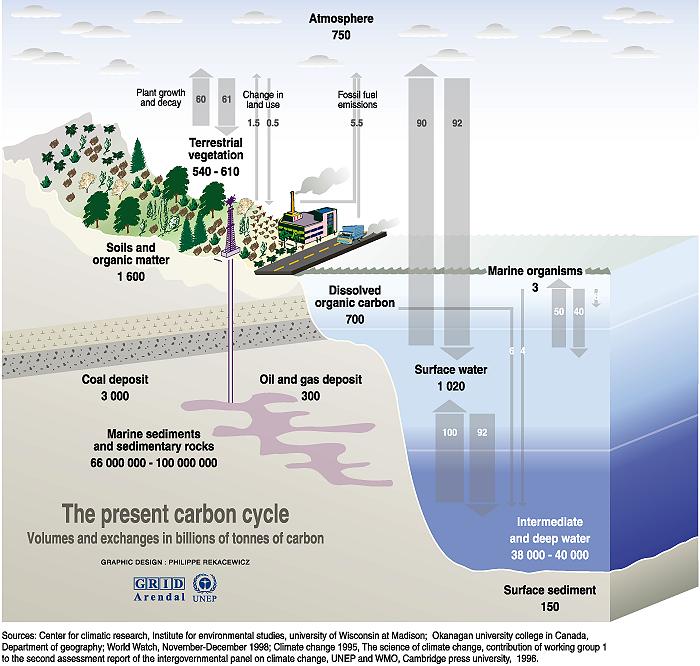 Atmosphere
750
Plant growth
and decay
60
61
Change in
land use
1.5
0.5
Fossil fuel
emissions
5.5
90
92
Terrestrial
vegetation
540 - 610
Soils and
organic matter
1 600
Marine organisms
3
Dissolved
organic carbon
700
50
40
6
4
Surface water
1 020
Coal deposit
3 000
Oil and gas deposit
300
100
92
Marine sediments
and sedimentary rocks
66 000 000 - 100 000 000
The present carbon cycle
Volumes and exchanges in billions of tonnes of carbon
GRAPHIC DESIGN : PHILIPPE REKACEWICZ
GRID
Arendal
UNEP
Intermediate
and deep water
38 000 - 40 000
Surface sediment
150
Sources: Center for climatic research, Institute for environmental studies, university of Wisconsin at Madison; Okanagan university college in Canada,
Department of geography; World Watch, November-December 1998; Climate change 1995, The science of climate change, contribution of working group 1
to the second assessment report of the intergovernmental panel on climate change, UNEP and WMO, Cambridge press university, 1996.